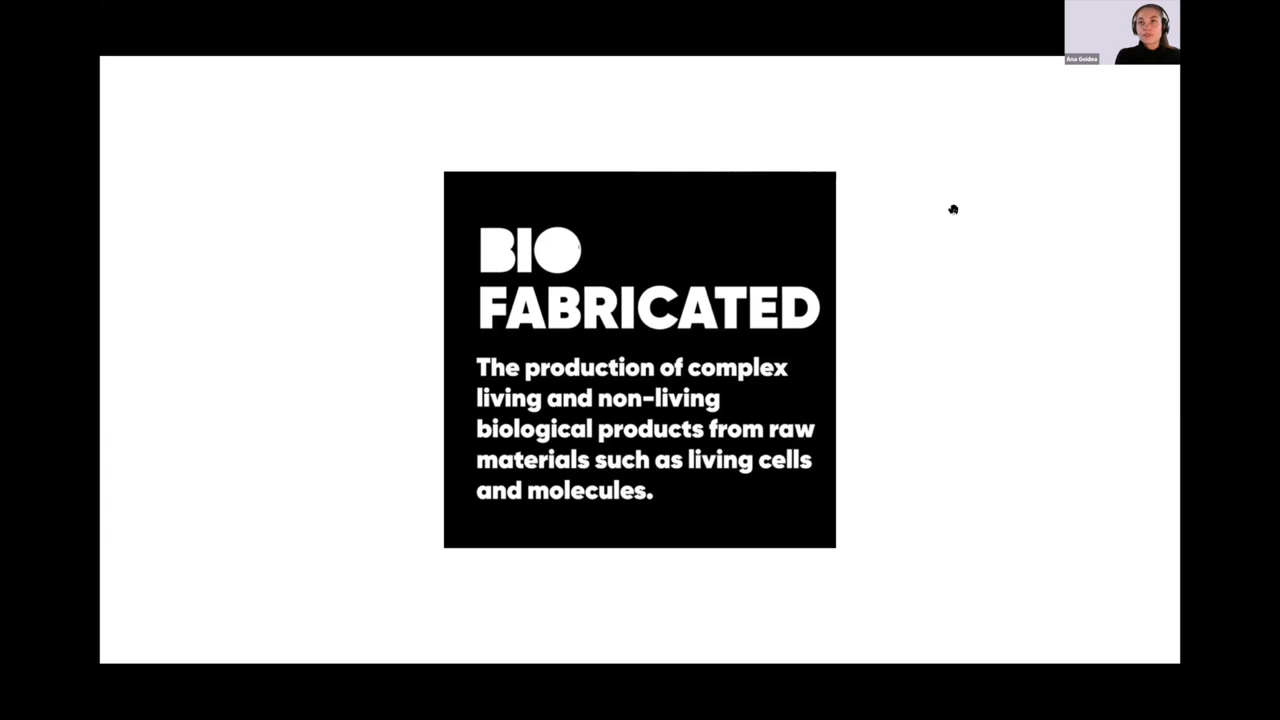 Ana Goidea
BIO
FABRICATED
The production of complex
living and non-living
biological products from raw
materials such as living cells
and molecules.